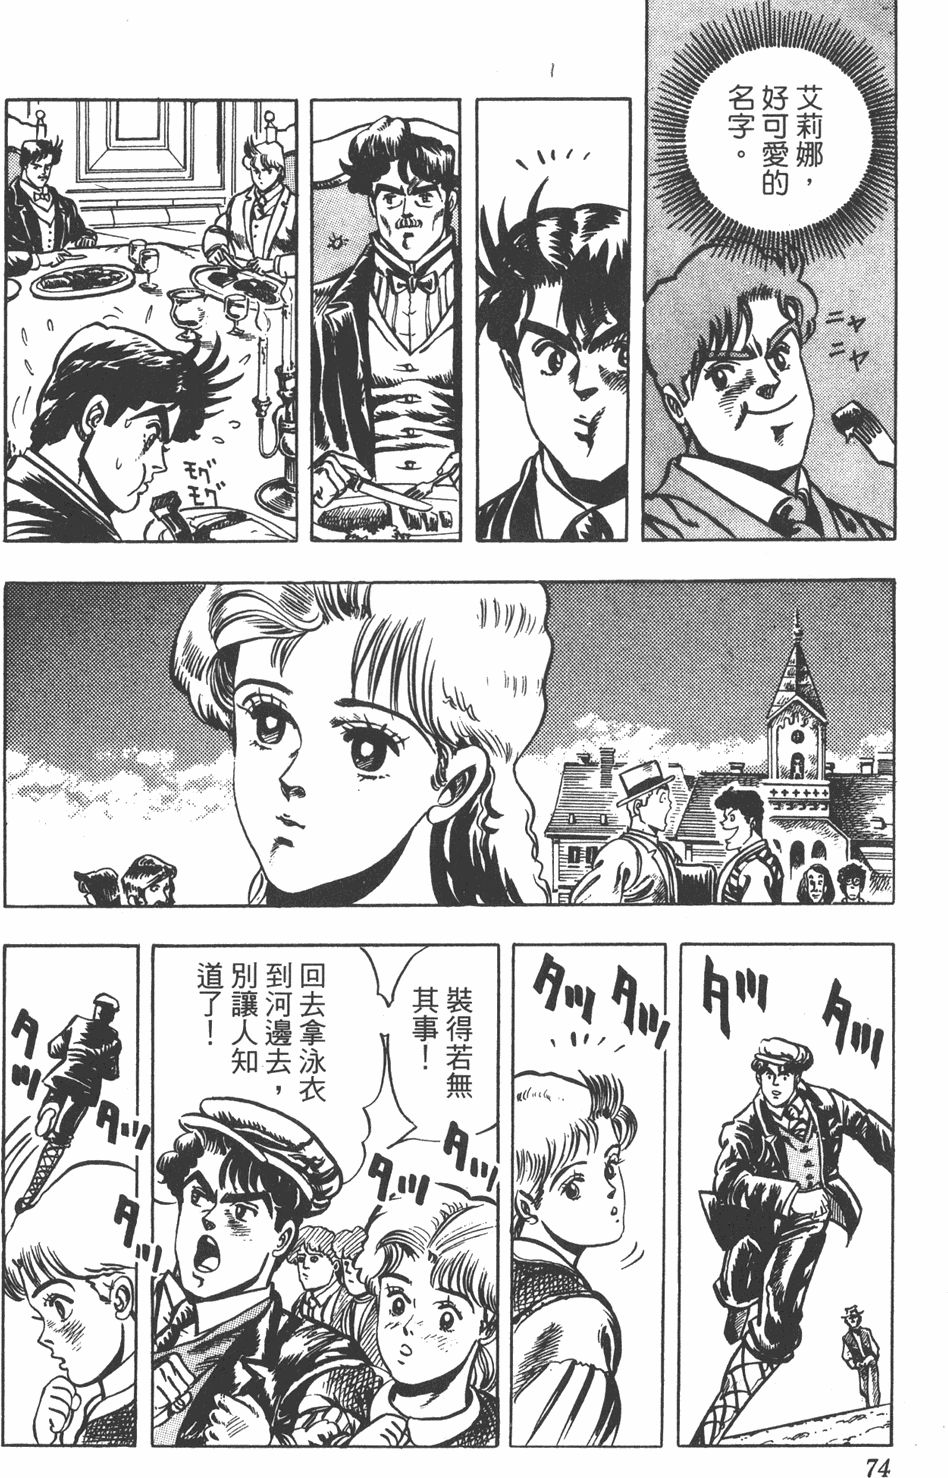 艾莉娜，
好可愛的
名字。
ニャ
ニャ
モグ
モグ
タッ
タッ
タッ
タッ
裝得若無
其事！
回去拿泳衣
到河邊去，
別讓人知
道了！
タッ
タッ
タッ
タッ
タッ
タッ
74